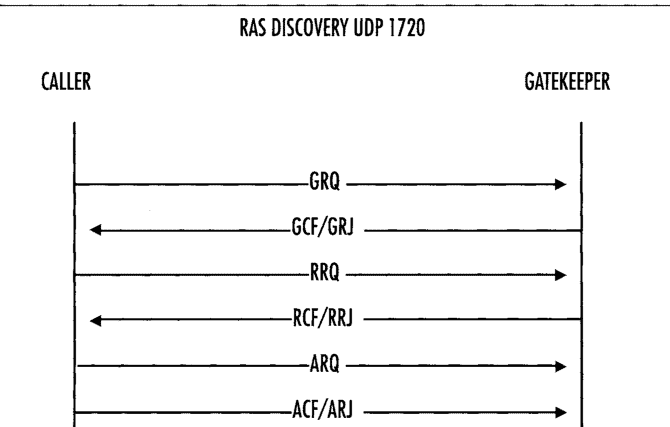 RAS DISCOVERY UDP 1720
CALLER GATEKEEPER
GRQ
GCF/GRJ
RRQ
RCF/RRJ
ARQ
ACF/ARJ